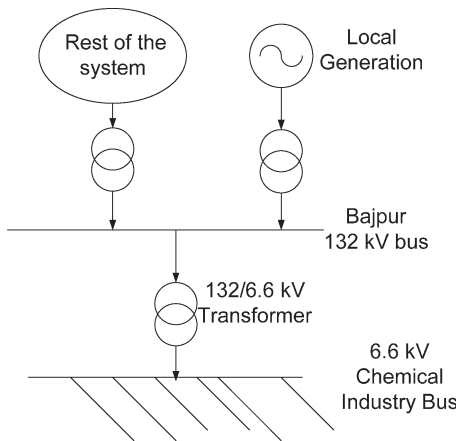 Rest of the
system
Local
Generation
Bajpur
132 kV bus
132/6.6 kV
Transformer
6.6 kV
Chemical
Industry Bus